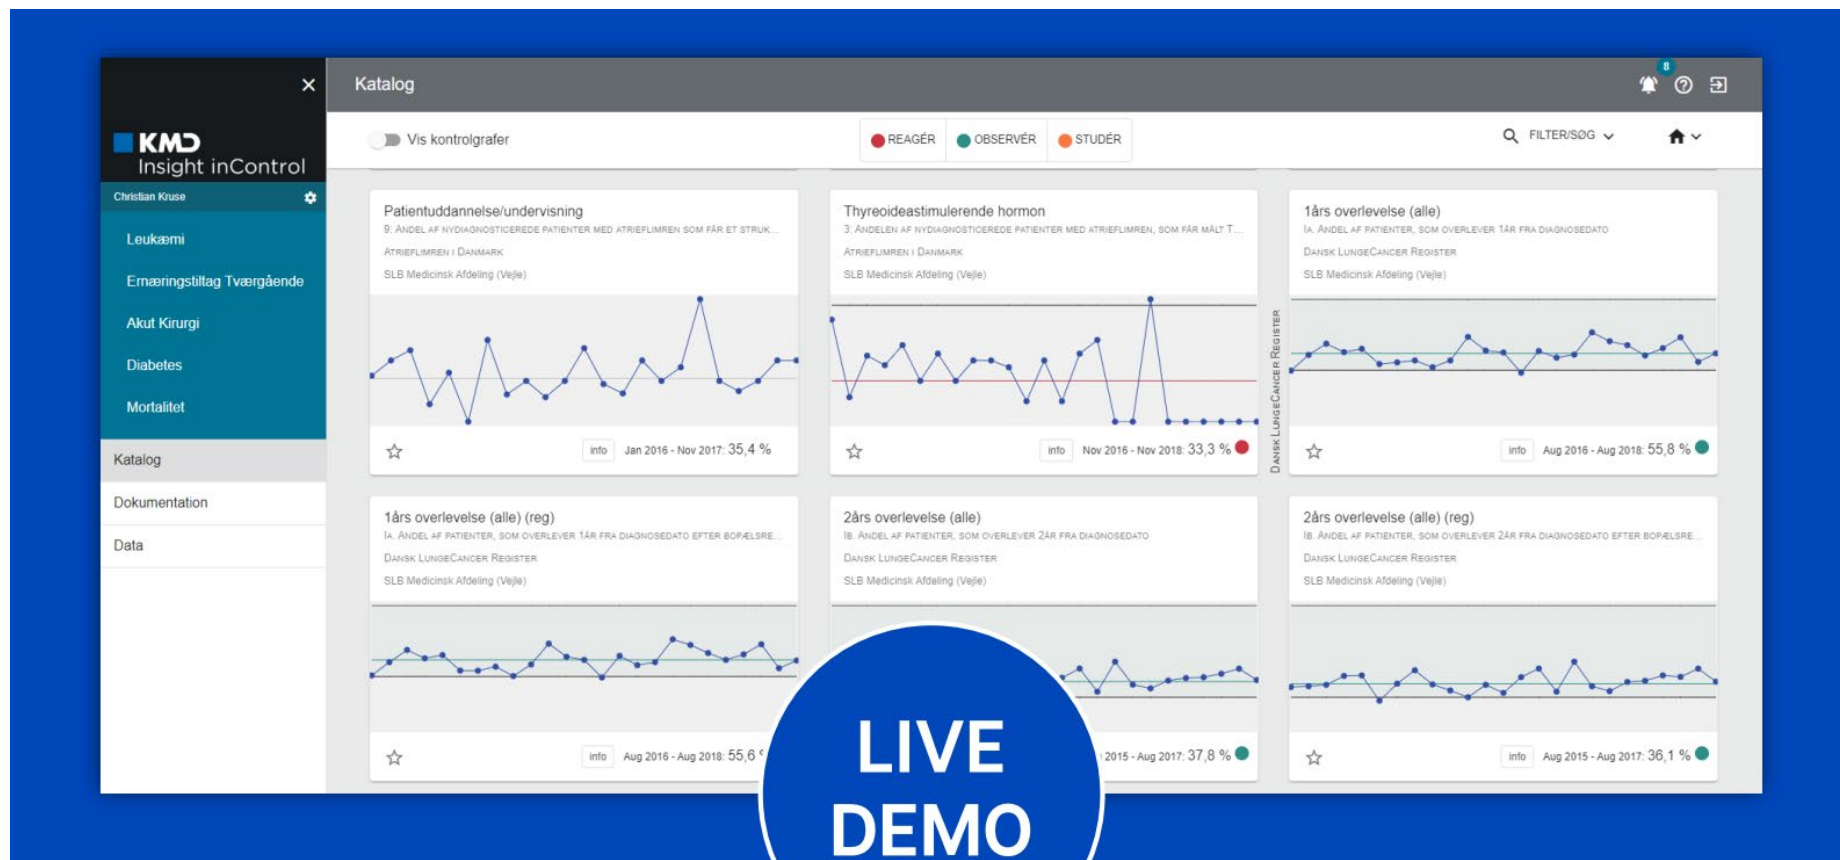 Katalog
8
KMD
Insight inControl
Christian Kruse
Leukæmi
Ernæringstiltag Tværgående
Akut Kirurgi
Diabetes
Mortalitet
Katalog
Dokumentation
Data
Vis kontrolgrafer
REAGÉR
OBSERVÉR
STUDÉR
FILTER/SØG
Patientuddannelse/undervisning
9. ANDEL AF NYDIAGNOSTICEREDE PATIENTER MED ATRIEFLIMREN SOM FÅR ET STRUK...
ATRIEFLIMREN I DANMARK
SLB Medicinsk Afdeling (Vejle)
info Jan 2016 - Nov 2017: 35,4 %
Thyreoideastimulerende hormon
3. ANDELEN AF NYDIAGNOSTICEREDE PATIENTER MED ATRIEFLIMREN, SOM FÅR MÅLT T...
ATRIEFLIMREN I DANMARK
SLB Medicinsk Afdeling (Vejle)
info Nov 2016 - Nov 2018: 33,3 %
DANSK LUNGECANCER REGISTER
1års overlevelse (alle)
IA. ANDEL AF PATIENTER, SOM OVERLEVER 1ÅR FRA DIAGNOSEDATO
DANSK LUNGECANCER REGISTER
SLB Medicinsk Afdeling (Vejle)
info Aug 2016 - Aug 2018: 55,8 %
1års overlevelse (alle) (reg)
IA. ANDEL AF PATIENTER, SOM OVERLEVER 1ÅR FRA DIAGNOSEDATO EFTER BOPÆLSRE...
DANSK LUNGECANCER REGISTER
SLB Medicinsk Afdeling (Vejle)
info Aug 2016 - Aug 2018: 55,6
2års overlevelse (alle)
IB. ANDEL AF PATIENTER, SOM OVERLEVER 2ÅR FRA DIAGNOSEDATO
DANSK LUNGECANCER REGISTER
SLB Medicinsk Afdeling (Vejle)
2015 - Aug 2017: 37,8 %
2års overlevelse (alle) (reg)
IB. ANDEL AF PATIENTER, SOM OVERLEVER 2ÅR FRA DIAGNOSEDATO EFTER BOPÆLSRE...
DANSK LUNGECANCER REGISTER
SLB Medicinsk Afdeling (Vejle)
info Aug 2015 - Aug 2017: 36,1 %
LIVE
DEMO